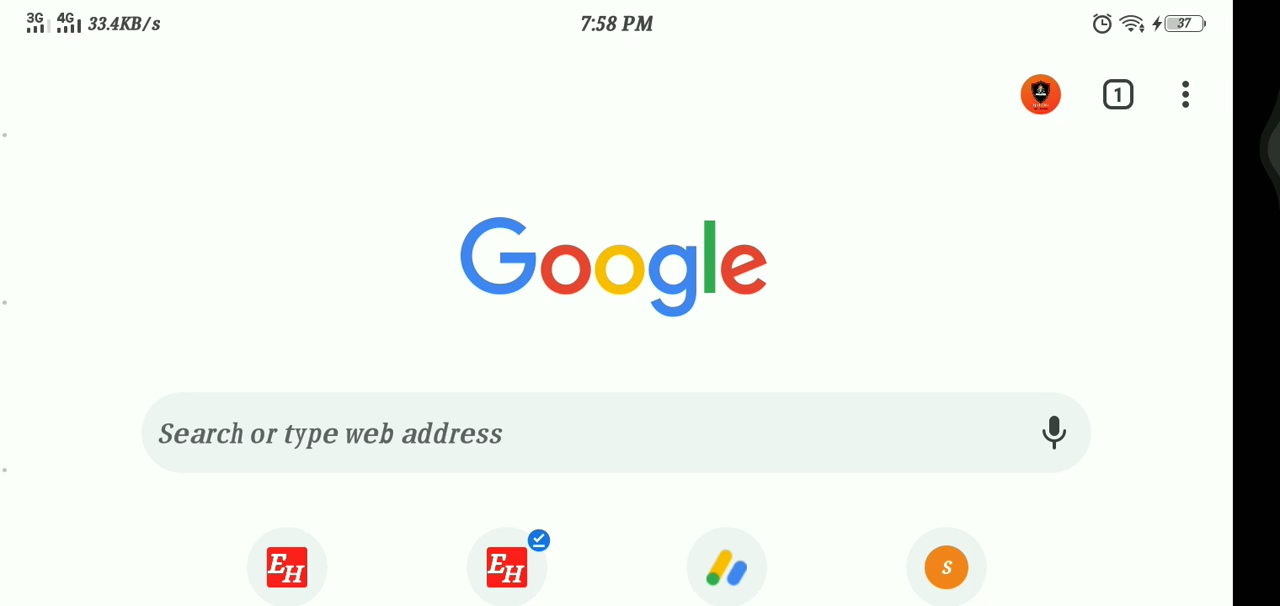 3G 4G 33.4KB/s 7:58 PM 37
1
Google
Search or type web address
EH EH S